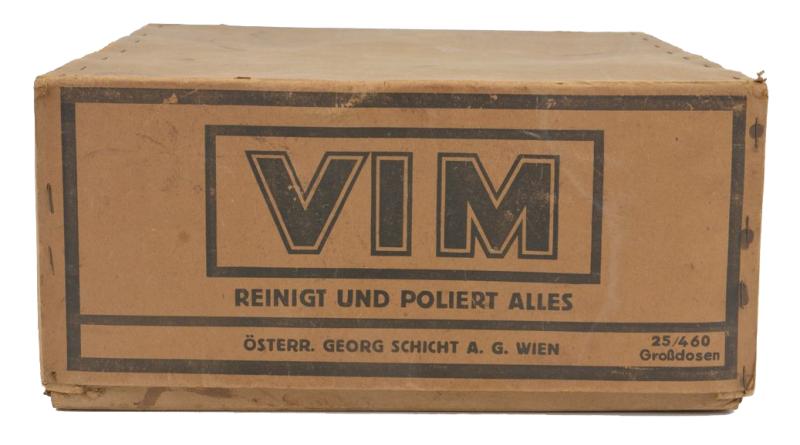 VIM
REINIGT UND POLIERT ALLES
ÖSTERR. GEORG SCHICHT A. G. WIEN
25/460
Großdosen